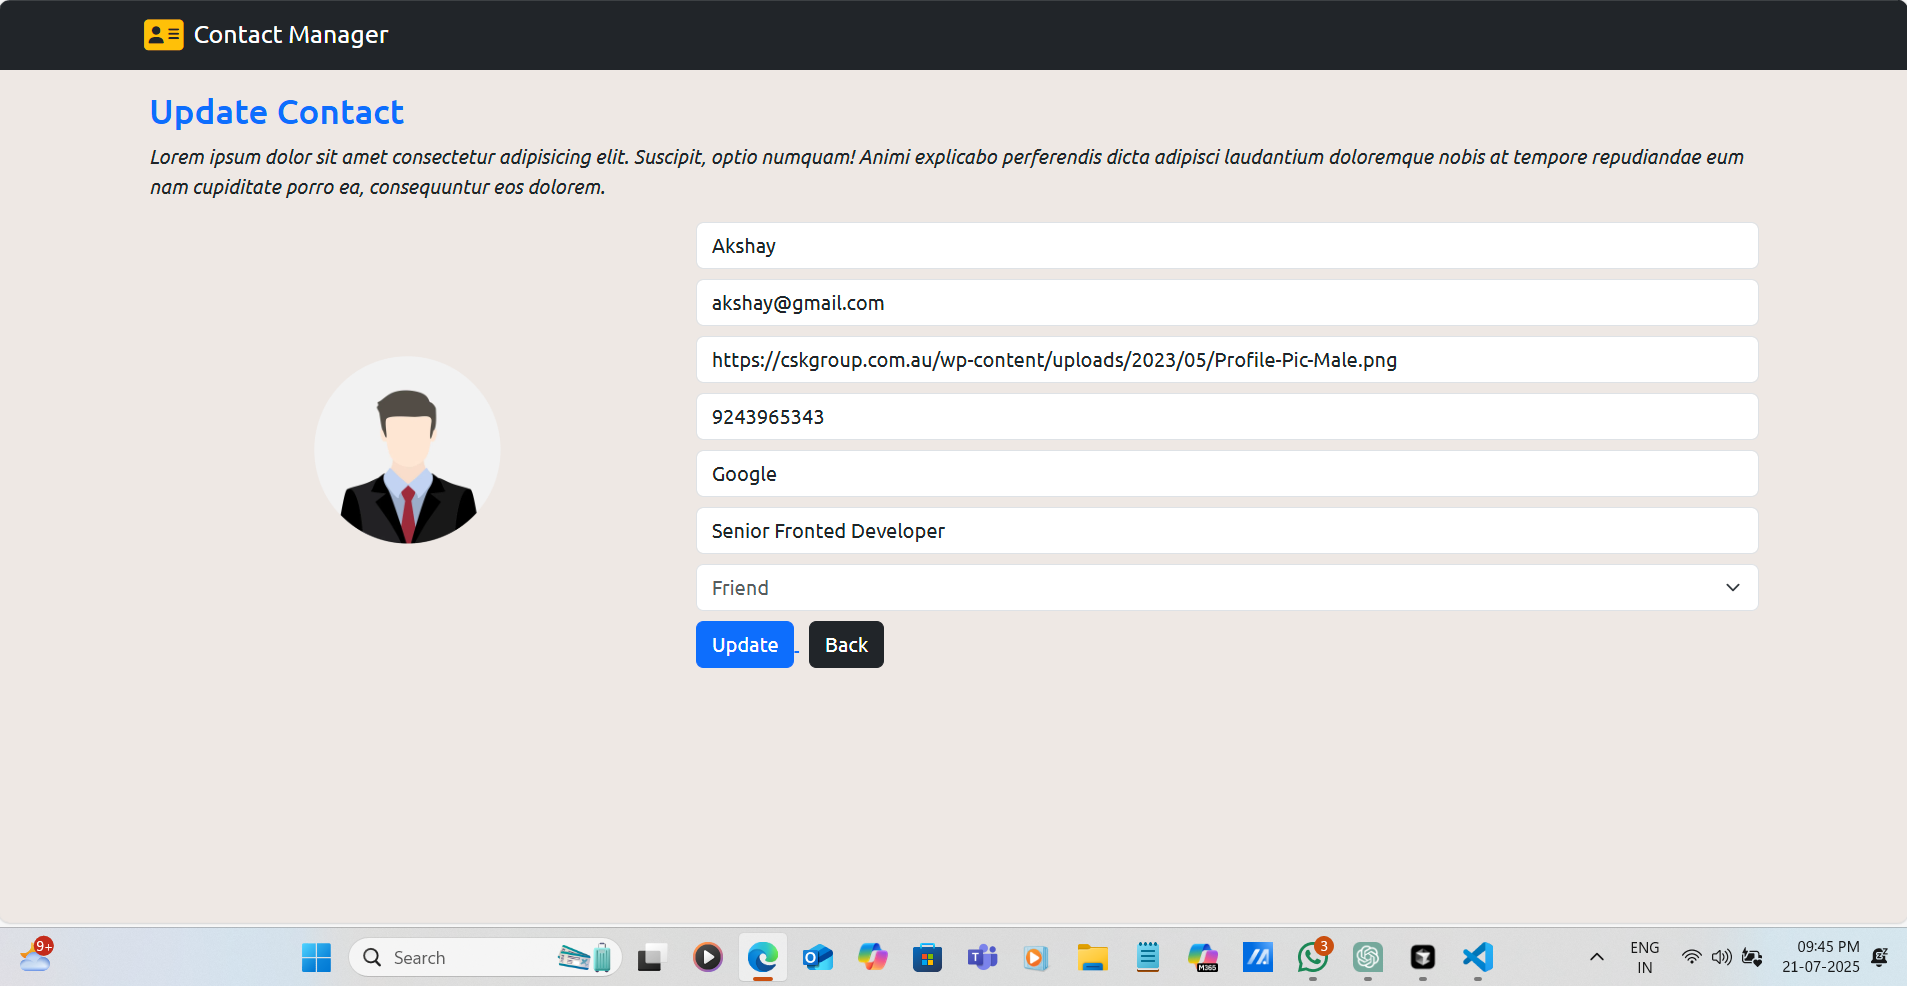 Contact Manager
Update Contact
Lorem ipsum dolor sit amet consectetur adipisicing elit. Suscipit, optio numquam! Animi explicabo perferendis dicta adipisci laudantium doloremque nobis at tempore repudiandae eum
nam cupiditate porro ea, consequuntur eos dolorem.
Akshay
akshay@gmail.com
https://cskgroup.com.au/wp-content/uploads/2023/05/Profile-Pic-Male.png
9243965343
Google
Senior Fronted Developer
Friend
Update Back
9+
Search
M365
3
ENG
IN
09:45 PM
21-07-2025